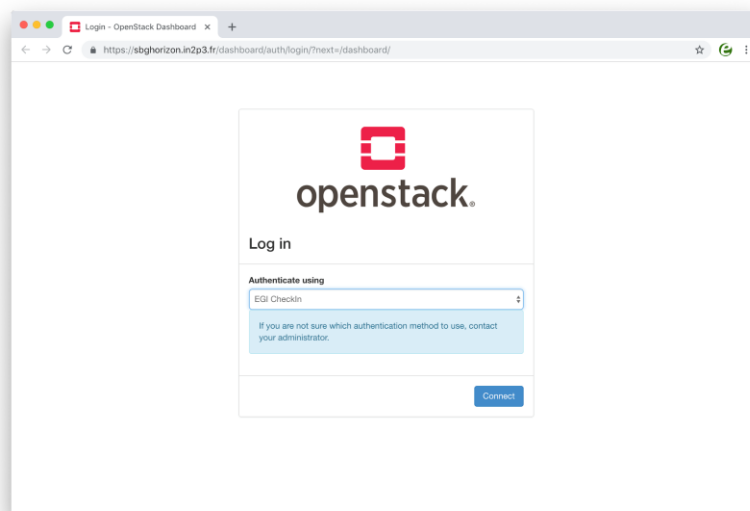 Login - OpenStack Dashboard
https://sbghorizon.in2p3.fr/dashboard/auth/login/?next=/dashboard/
openstack.
Log in
Authenticate using
EGI CheckIn
If you are not sure which authentication method to use, contact
your administrator.
Connect